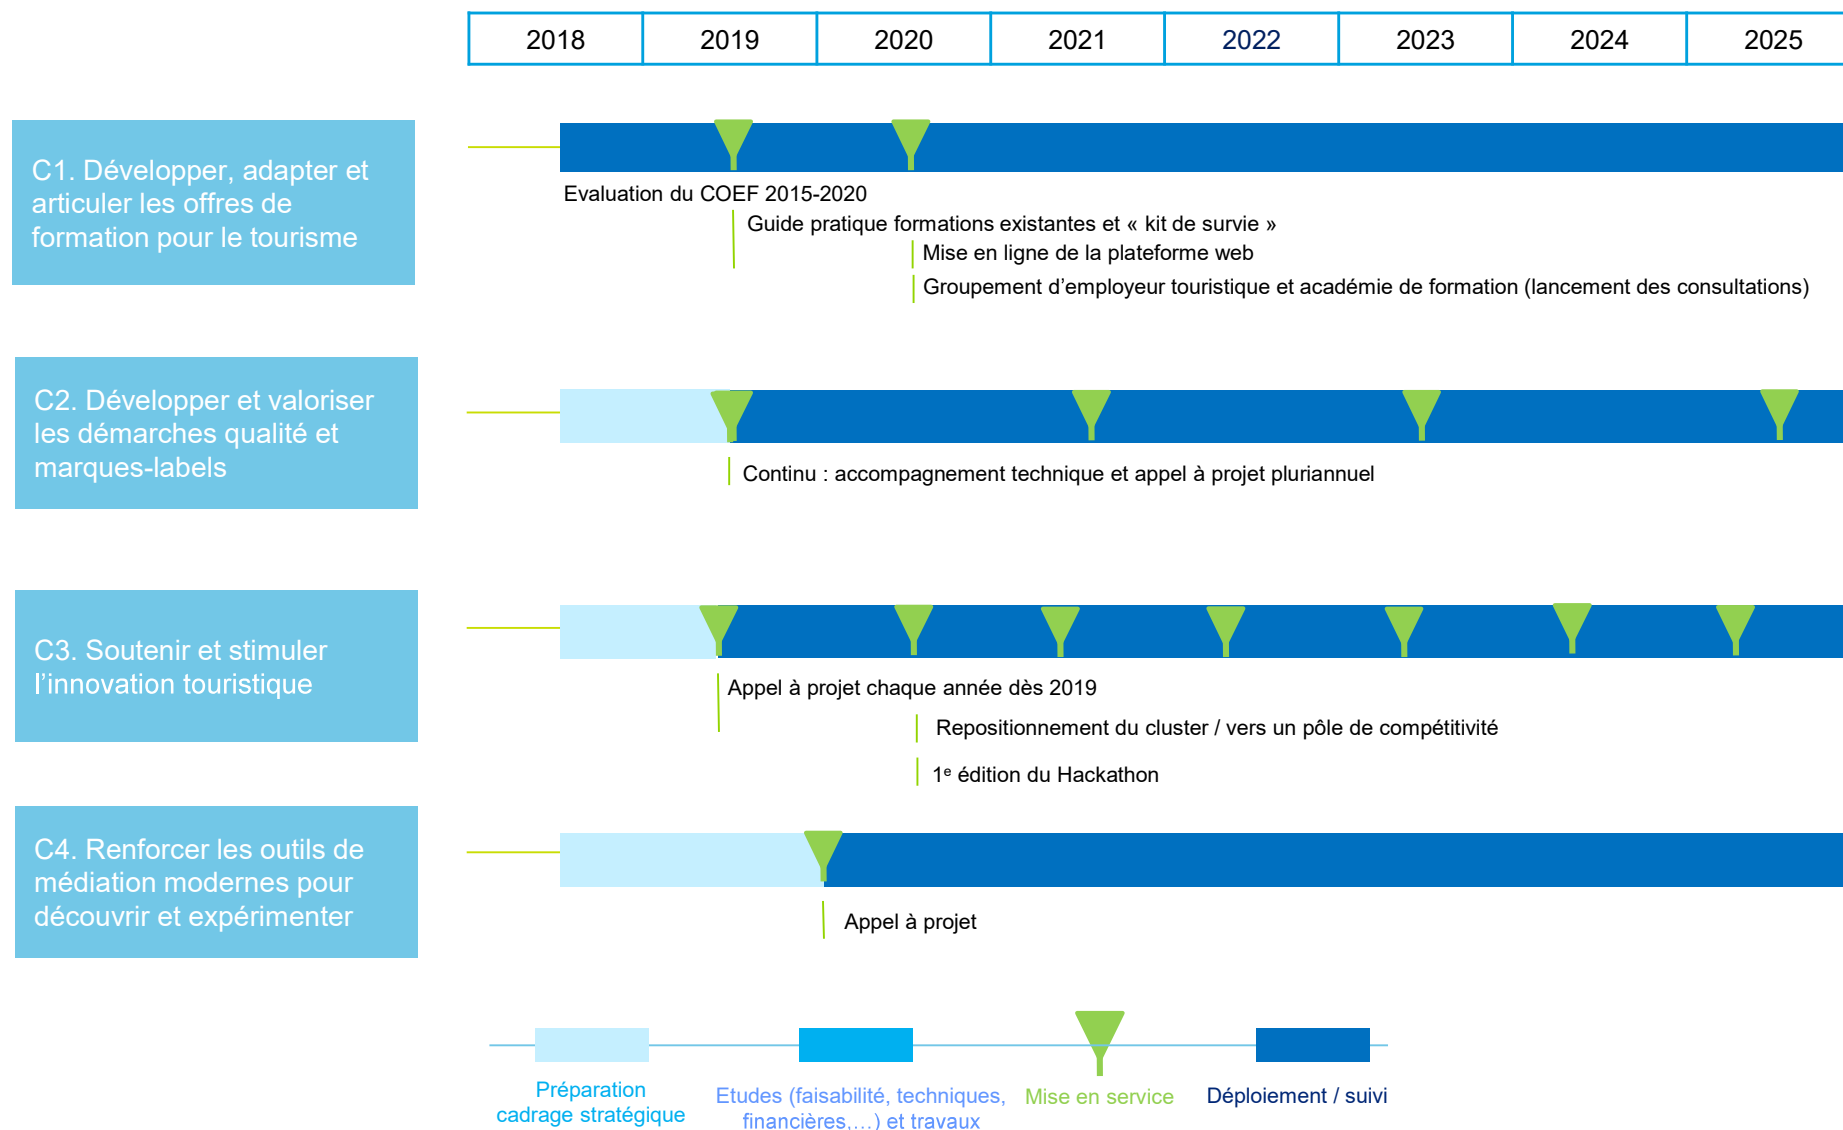 2018 2019 2020 2021 2022 2023 2024 2025
C1. Développer, adapter et
articuler les offres de
formation pour le tourisme
Evaluation du COEF 2015-2020
Guide pratique formations existantes et « kit de survie »
Mise en ligne de la plateforme web
Groupement d’employeur touristique et académie de formation (lancement des consultations)
C2. Développer et valoriser
les démarches qualité et
marques-labels
Continu : accompagnement technique et appel à projet pluriannuel
C3. Soutenir et stimuler
l’innovation touristique
Appel à projet chaque année dès 2019
Repositionnement du cluster / vers un pôle de compétitivité
1e édition du Hackathon
C4. Renforcer les outils de
médiation modernes pour
découvrir et expérimenter
Appel à projet
Préparation
cadrage stratégique
Etudes (faisabilité, techniques,
financières,…) et travaux
Mise en service
Déploiement / suivi